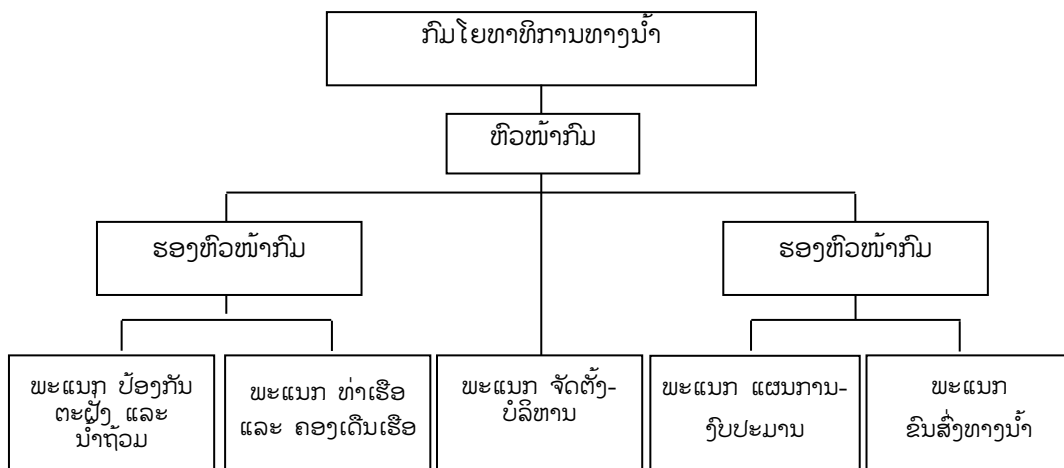 ກົມໂຍທາທິການທາງນ້ຳ
ຫົວໜ້າກົມ
ຮອງຫົວໜ້າກົມ
ຮອງຫົວໜ້າກົມ
ພະແນກ ປ້ອງກັນ
ຕະຝັ່ງ ແລະ
ນ້ຳຖ້ວມ
ພະແນກ ທ່າເຮືອ
ແລະ ຄອງເດີນເຮືອ
ພະແນກ ຈັດຕັ້ງ-
ບໍລິຫານ
ພະແນກ ແຜນການ-
ງົບປະມານ
ພະແນກ
ຂົນສົ່ງທາງນ້ຳ